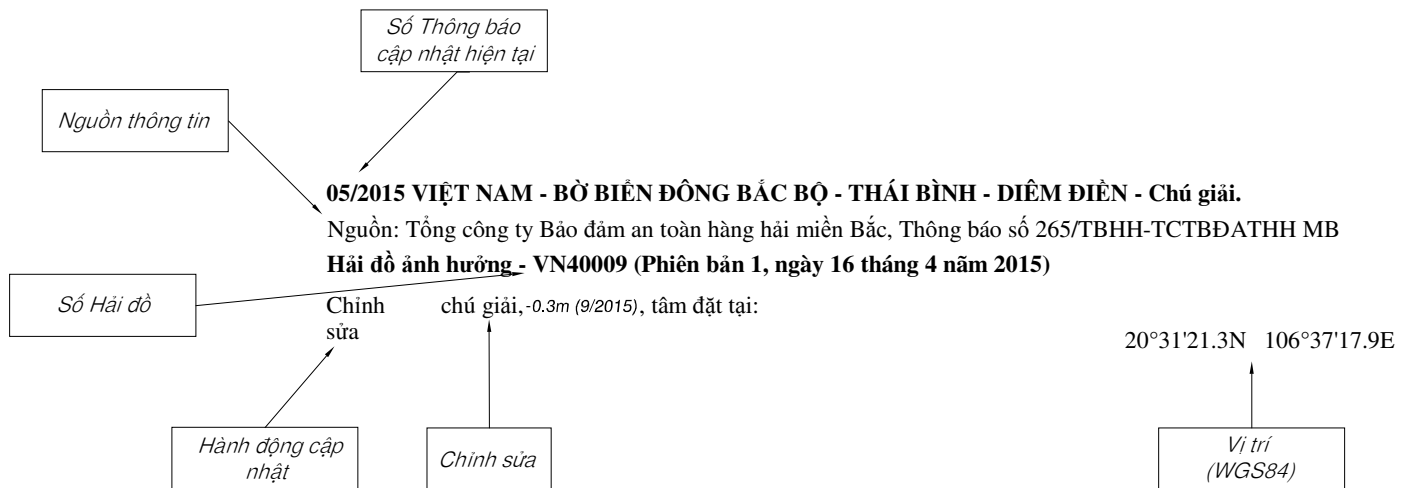 Số Thông báo
cập nhật hiện tại
Nguồn thông tin
05/2015 VIỆT NAM - BỜ BIỂN ĐÔNG BẮC BỘ - THÁI BÌNH - DIÊM ĐIỀN - Chú giải.
Nguồn: Tổng công ty Bảo đảm an toàn hàng hải miền Bắc, Thông báo số 265/TBHH-TCTBĐATHH MB
Hải đồ ảnh hưởng - VN40009 (Phiên bản 1, ngày 16 tháng 4 năm 2015)
Số Hải đồ
Chỉnh sửa chú giải, -0.3m (9/2015), tâm đặt tại:
20°31'21.3N 106°37'17.9E
Hành động cập
nhật
Chỉnh sửa
Vị trí
(WGS84)